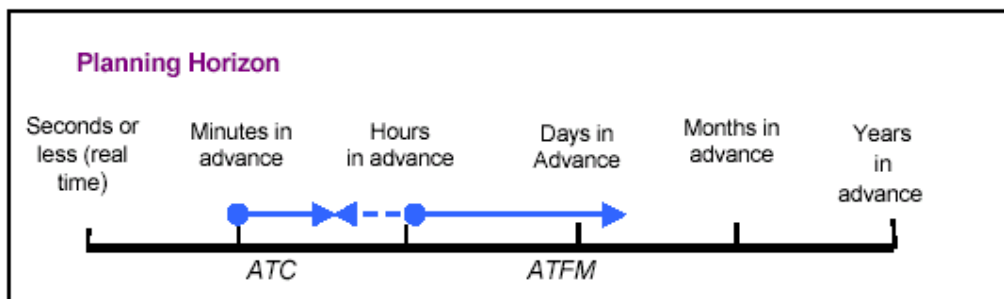 Planning Horizon
Seconds or
less (real
time)
Minutes in
advance
Hours
in advance
Days in
Advance
Months in
advance
Years
in
advance
ATC
ATFM